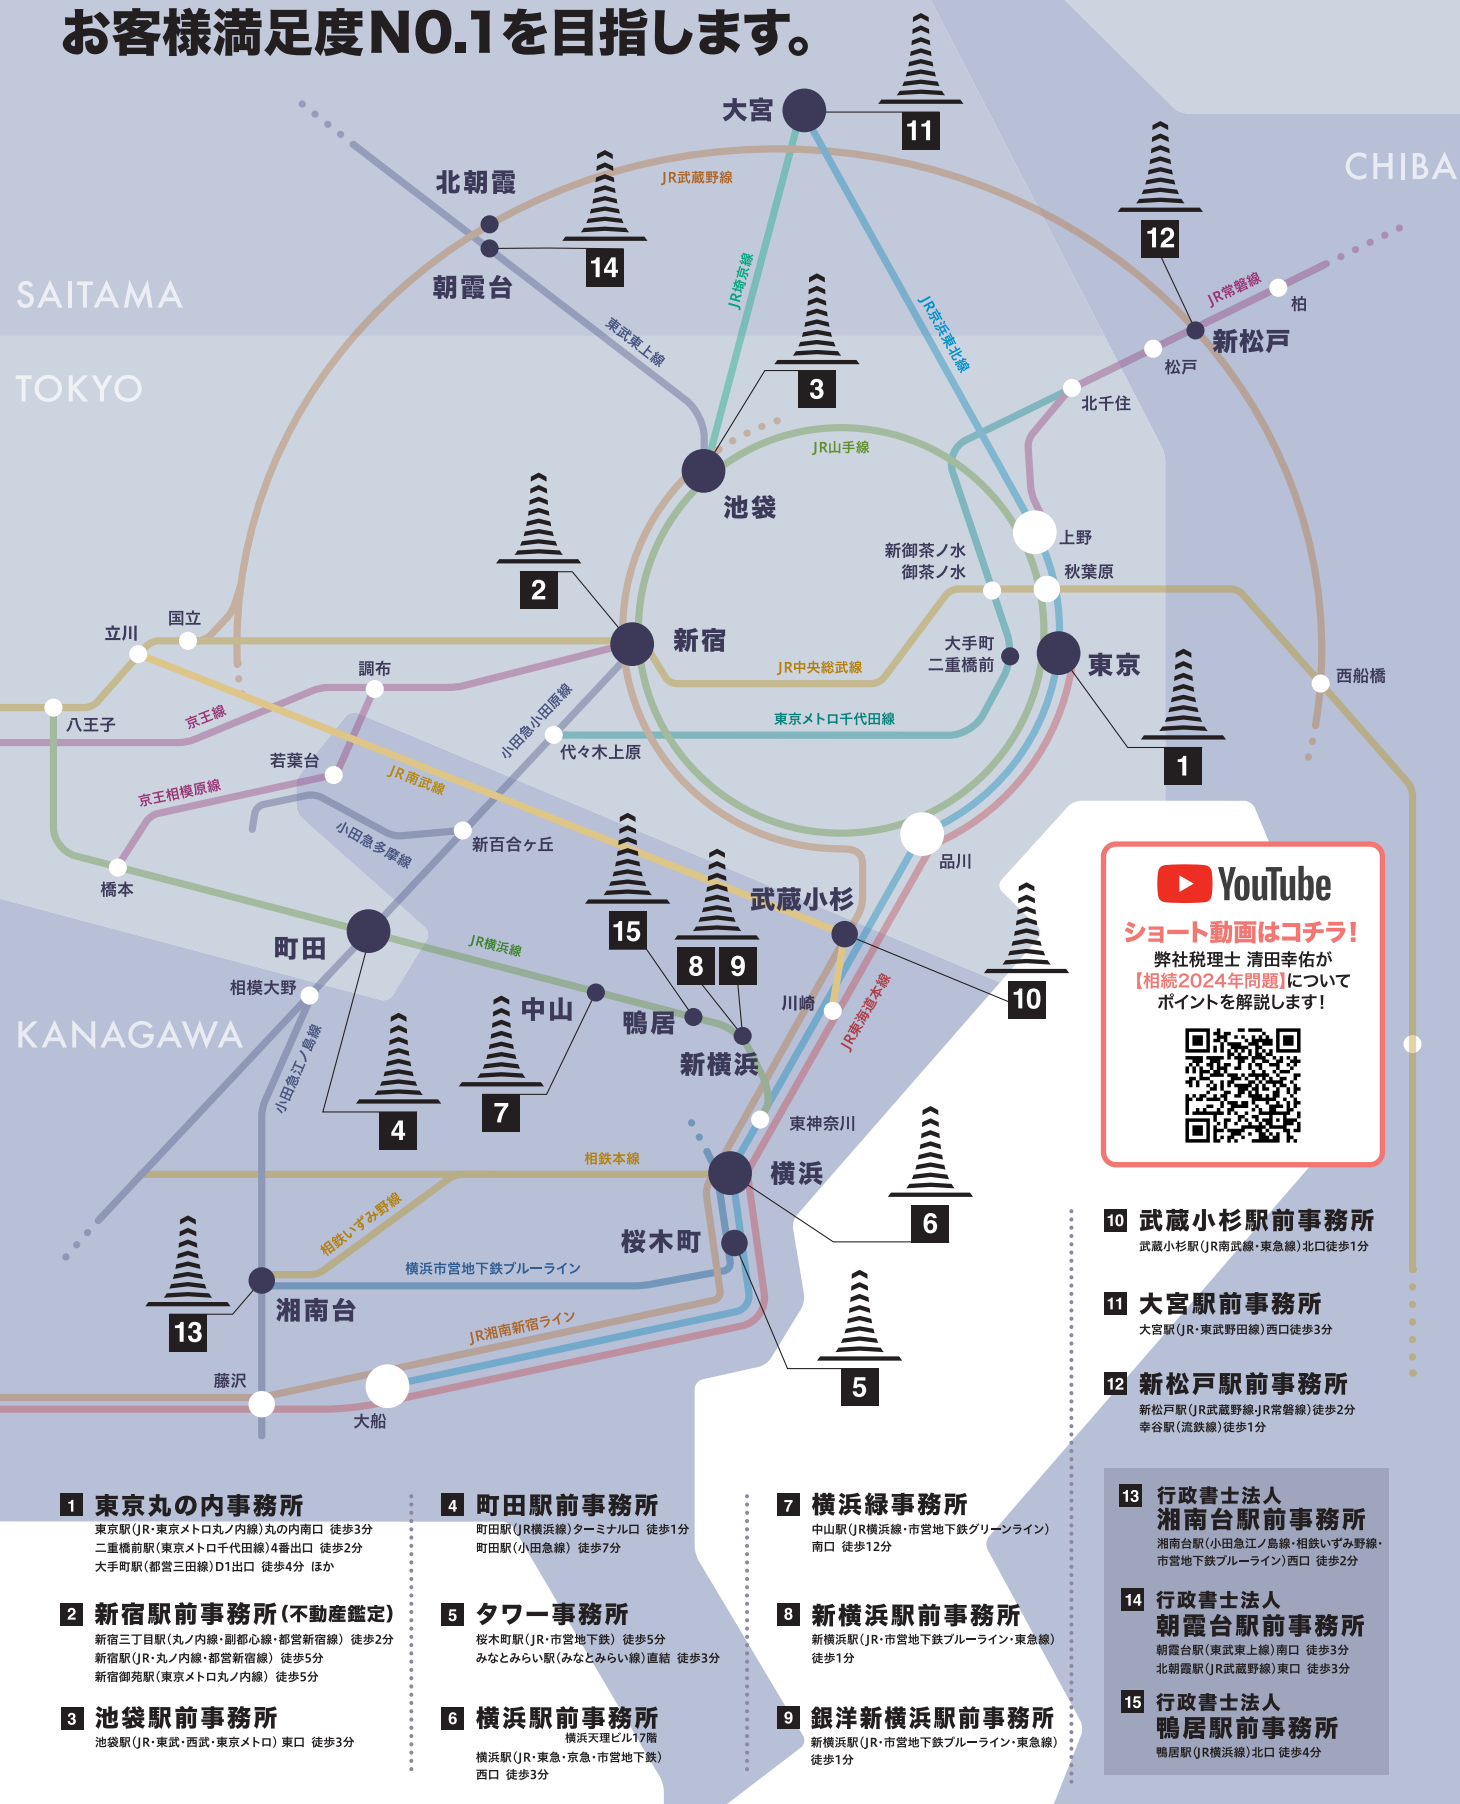 お客様満足度NO.1を目指します。
大宮
11
CHIBA
北朝霞
JR武蔵野線
12
14
朝霞台
SAITAMA
JR埼京線
JR常磐線
柏
東武東上線
JR京浜東北線
新松戸
松戸
TOKYO
3
北千住
JR山手線
池袋
上野
新御茶ノ水
御茶ノ水
秋葉原
2
国立
立川
新宿
大手町
二重橋前
東京
調布
JR中央総武線
西船橋
小田急小田原線
京王線
八王子
東京メトロ千代田線
代々木上原
若葉台
JR南武線
1
京王相模原線
小田急多摩線
新百合ヶ丘
品川
橋本
武蔵小杉
15
町田
JR横浜線
8
9
相模大野
中山
鴨居
川崎
10
JR東海道本線
KANAGAWA
新横浜
小田急江ノ島線
4
7
東神奈川
相鉄本線
横浜
6
相鉄いずみ野線
桜木町
横浜市営地下鉄ブルーライン
湘南台
13
JR湘南新宿ライン
藤沢
大船
5
YouTube
ショート動画はコチラ!
弊社税理士 清田幸佑が
【相続2024年問題】について
ポイントを解説します!
1 東京丸の内事務所
東京駅(JR・東京メトロ丸ノ内線)丸の内南口 徒歩3分
二重橋前駅(東京メトロ千代田線)4番出口 徒歩2分
大手町駅(都営三田線)D1出口 徒歩4分 ほか
2 新宿駅前事務所(不動産鑑定)
新宿三丁目駅(丸ノ内線・副都心線・都営新宿線) 徒歩2分
新宿駅(JR・丸ノ内線・都営新宿線) 徒歩5分
新宿御苑駅(東京メトロ丸ノ内線) 徒歩5分
3 池袋駅前事務所
池袋駅(JR・東武・西武・東京メトロ) 東口 徒歩3分
4 町田駅前事務所
町田駅(JR横浜線)ターミナル口 徒歩1分
町田駅(小田急線) 徒歩7分
5 タワー事務所
桜木町駅(JR・市営地下鉄) 徒歩5分
みなとみらい駅(みなとみらい線)直結 徒歩3分
6 横浜駅前事務所
横浜天理ビル17階
横浜駅(JR・東急・京急・市営地下鉄)
西口 徒歩3分
7 横浜緑事務所
中山駅(JR横浜線・市営地下鉄グリーンライン)
南口 徒歩12分
8 新横浜駅前事務所
新横浜駅(JR・市営地下鉄ブルーライン・東急線)
徒歩1分
9 銀洋新横浜駅前事務所
新横浜駅(JR・市営地下鉄ブルーライン・東急線)
徒歩1分
10 武蔵小杉駅前事務所
武蔵小杉駅(JR南武線・東急線)北口徒歩1分
11 大宮駅前事務所
大宮駅(JR・東武野田線)西口徒歩3分
12 新松戸駅前事務所
新松戸駅(JR武蔵野線・JR常磐線)徒歩2分
幸谷駅(流鉄線)徒歩1分
13 行政書士法人
湘南台駅前事務所
湘南台駅(小田急江ノ島線・相鉄いずみ野線・
市営地下鉄ブルーライン)西口 徒歩2分
14 行政書士法人
朝霞台駅前事務所
朝霞台駅(東武東上線)南口 徒歩3分
北朝霞駅(JR武蔵野線)東口 徒歩3分
15 行政書士法人
鴨居駅前事務所
鴨居駅(JR横浜線)北口 徒歩4分